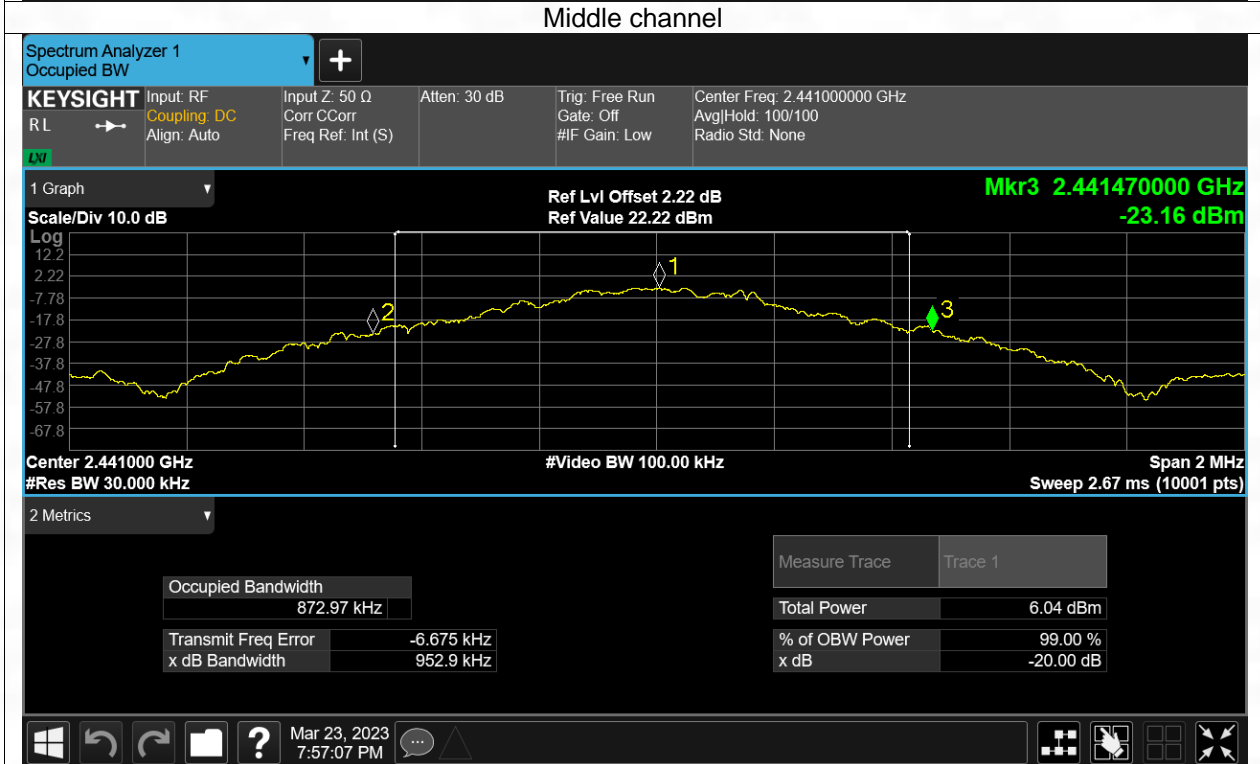 Middle channel
Spectrum Analyzer 1
Occupied BW
KEYSIGHT
R L
LXI
Input: RF
Coupling: DC
Align: Auto
Input Z: 50 Ω
Corr CCorr
Freq Ref: Int (S)
Atten: 30 dB
Trig: Free Run
Gate: Off
#IF Gain: Low
Center Freq: 2.441000000 GHz
Avg|Hold: 100/100
Radio Std: None
1 Graph
Scale/Div 10.0 dB
Ref Lvl Offset 2.22 dB
Ref Value 22.22 dBm
Mkr3 2.441470000 GHz
-23.16 dBm
Log
12.2
2.22
-7.78
-17.8
-27.8
-37.8
-47.8
-57.8
-67.8
1
2
3
Center 2.441000 GHz
#Video BW 100.00 kHz
Span 2 MHz
#Res BW 30.000 kHz
Sweep 2.67 ms (10001 pts)
2 Metrics
Occupied Bandwidth
872.97 kHz
Transmit Freq Error -6.675 kHz
x dB Bandwidth 952.9 kHz
Measure Trace Trace 1
Total Power 6.04 dBm
% of OBW Power 99.00 %
x dB -20.00 dB
?
Mar 23, 2023
7:57:07 PM